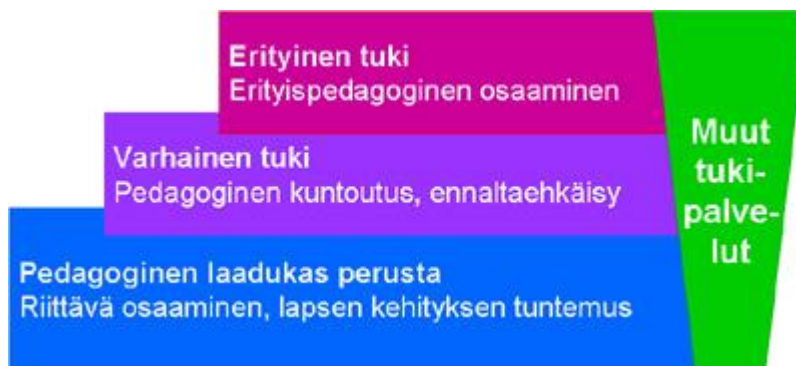 Erityinen tuki
Erityispedagoginen osaaminen
Varhainen tuki
Pedagoginen kuntoutus, ennaltaehkäisy
Pedagoginen laadukas perusta
Riittävä osaaminen, lapsen kehityksen tuntemus
Muut
tuki-
palve-
lut